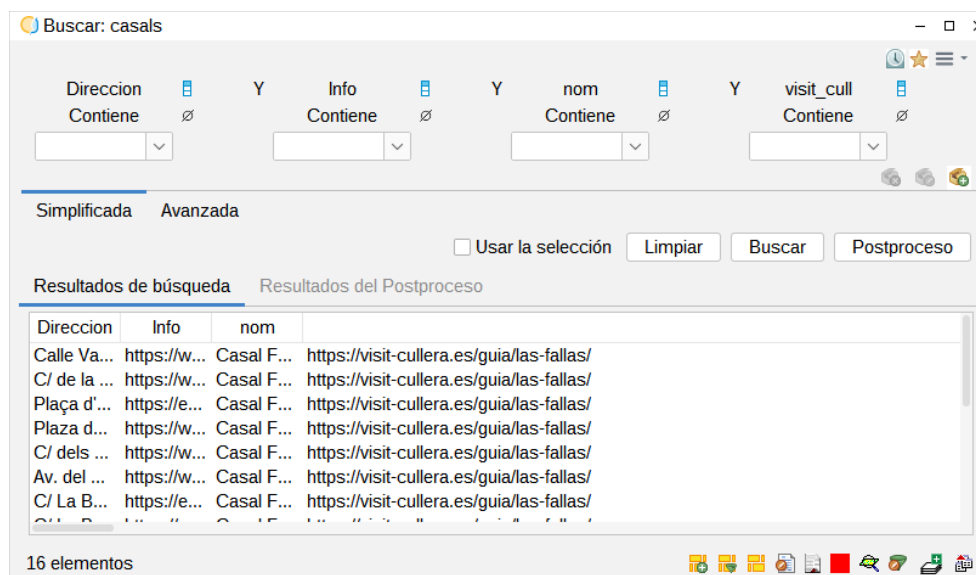 Buscar: casals
Direccion Y Info Y nom Y visit_cull
Contiene Contiene Contiene Contiene
Simplificada Avanzada
Usar la selección Limpiar Buscar Postproceso
Resultados de búsqueda Resultados del Postproceso
Direccion Info nom
Calle Va... https://w... Casal F... https://visit-cullera.es/guia/las-fallas/
C/ de la ... https://w... Casal F... https://visit-cullera.es/guia/las-fallas/
Plaça d'... https://e... Casal F... https://visit-cullera.es/guia/las-fallas/
Plaza d... https://w... Casal F... https://visit-cullera.es/guia/las-fallas/
C/ dels ... https://w... Casal F... https://visit-cullera.es/guia/las-fallas/
Av. del ... https://w... Casal F... https://visit-cullera.es/guia/las-fallas/
C/ La B... https://e... Casal F... https://visit-cullera.es/guia/las-fallas/
16 elementos